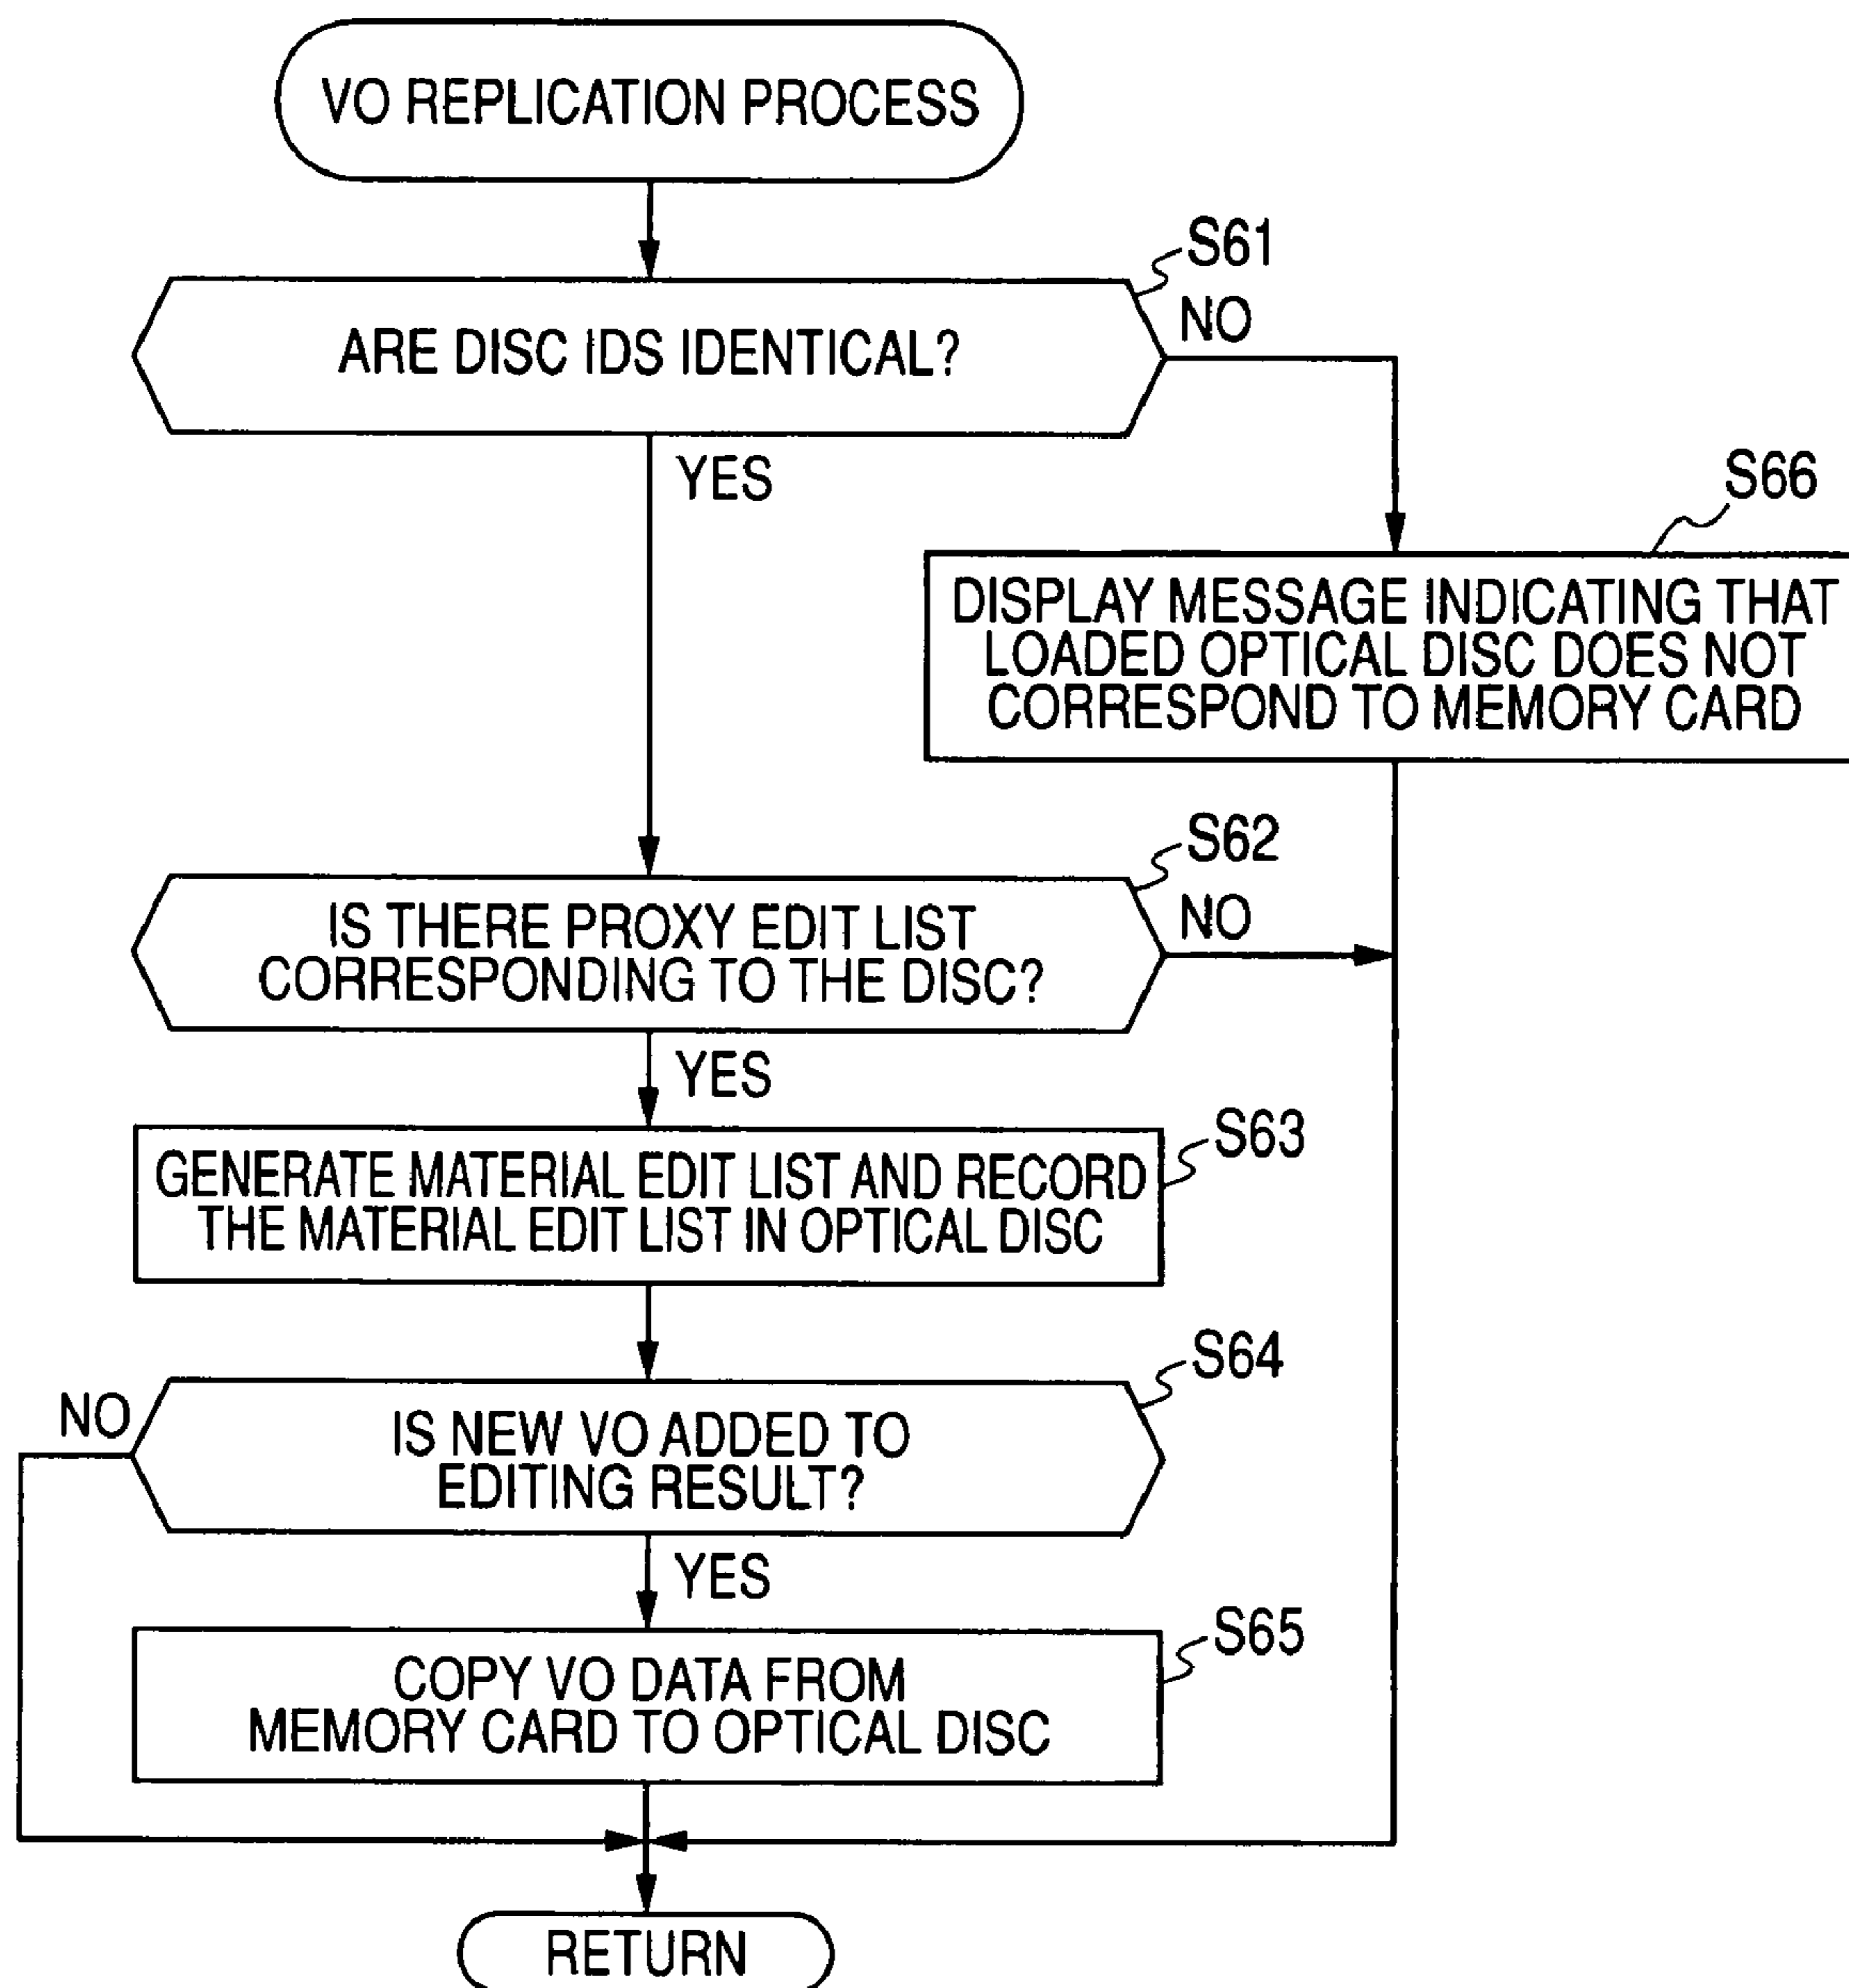 VO REPLICATION PROCESS
S61
ARE DISC IDS IDENTICAL?
NO
YES
S66
DISPLAY MESSAGE INDICATING THAT
LOADED OPTICAL DISC DOES NOT
CORRESPOND TO MEMORY CARD
S62
IS THERE PROXY EDIT LIST
CORRESPONDING TO THE DISC?
NO
YES
S63
GENERATE MATERIAL EDIT LIST AND RECORD
THE MATERIAL EDIT LIST IN OPTICAL DISC
S64
NO
IS NEW VO ADDED TO
EDITING RESULT?
YES
S65
COPY VO DATA FROM
MEMORY CARD TO OPTICAL DISC
RETURN